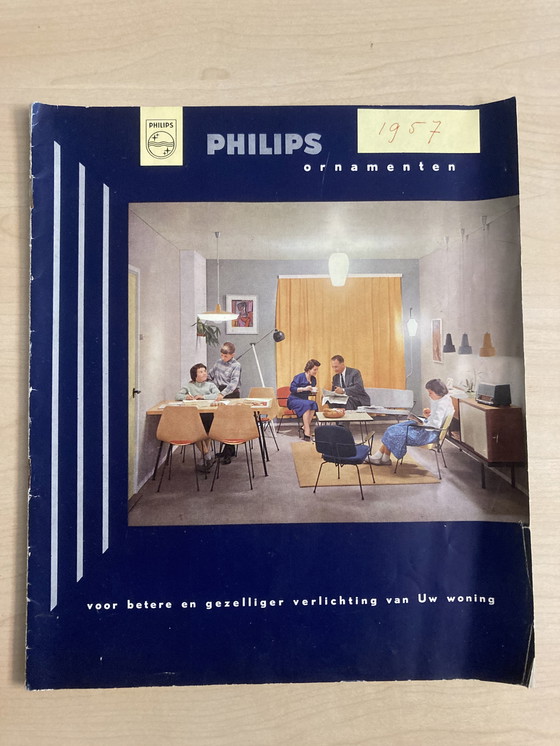 PHILIPS
PHILIPS
1957
ornamenten
voor betere en gezelliger verlichting van Uw woning